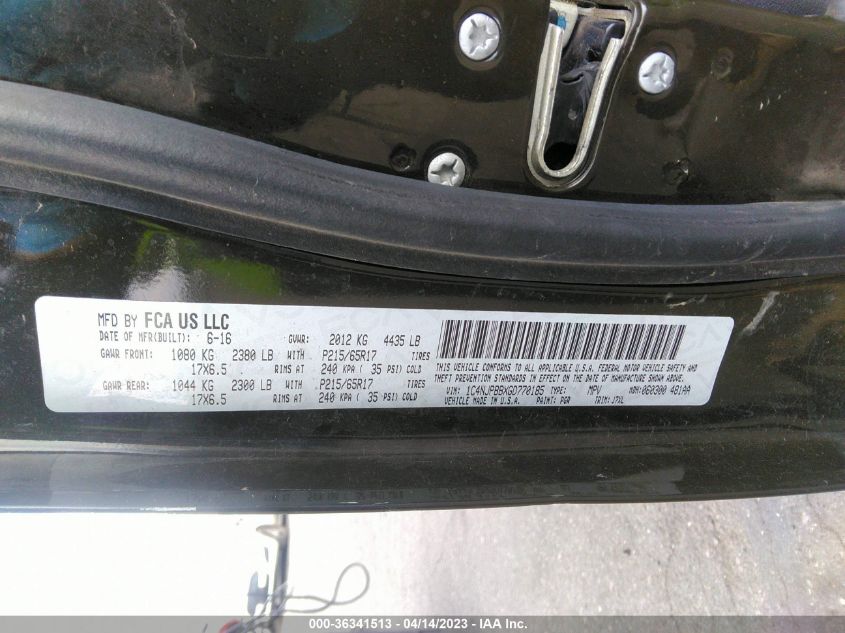 MFD BY FCA US LLC
DATE OF MFR(BUILT): 6-16 GVWR: 2012 KG 4435 LB
GAWR FRONT: 1080 KG 2380 LB WITH P215/65R17 TIRES
17X6.5 RIMS AT 240 KPA ( 35 PSI) COLD
GAWR REAR: 1044 KG 2300 LB WITH P215/65R17 TIRES
17X6.5 RIMS AT 240 KPA ( 35 PSI) COLD
THIS VEHICLE CONFORMS TO ALL APPLICABLE U.S.A. FEDERAL MOTOR VEHICLE SAFETY AND
THEFT PREVENTION STANDARDS IN EFFECT ON THE DATE OF MANUFACTURE SHOWN ABOVE.
VIN: 1C4NJPBBXGD770185 TYPE: MPV MDH: 060300 401AA
VEHICLE MADE IN U.S.A. PAINT: PGR TRIM: J7XL
000-36341513 - 04/14/2023 - IAA Inc.